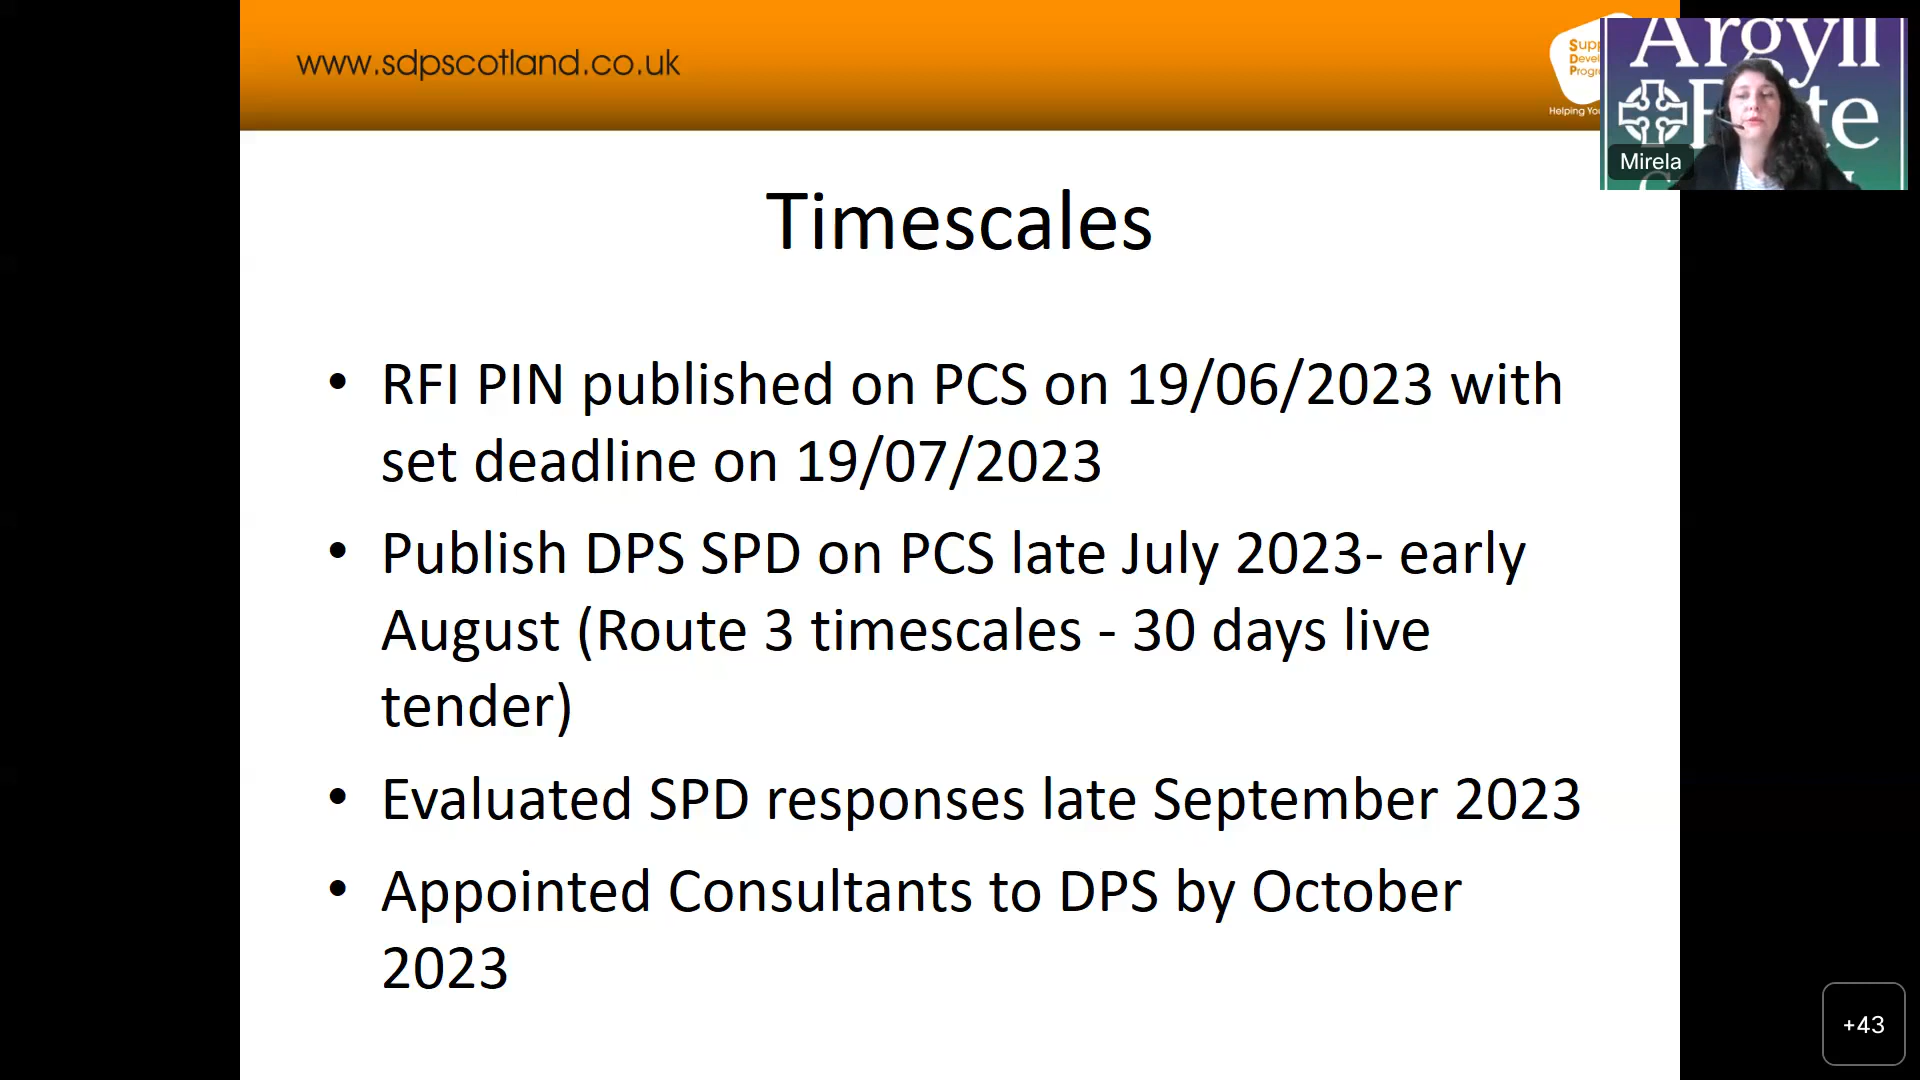 www.sdpscotland.co.uk
Helping
Argyll
Mirela
Timescales
• RFI PIN published on PCS on 19/06/2023 with
set deadline on 19/07/2023
• Publish DPS SPD on PCS late July 2023- early
August (Route 3 timescales - 30 days live
tender)
• Evaluated SPD responses late September 2023
• Appointed Consultants to DPS by October
2023
+43